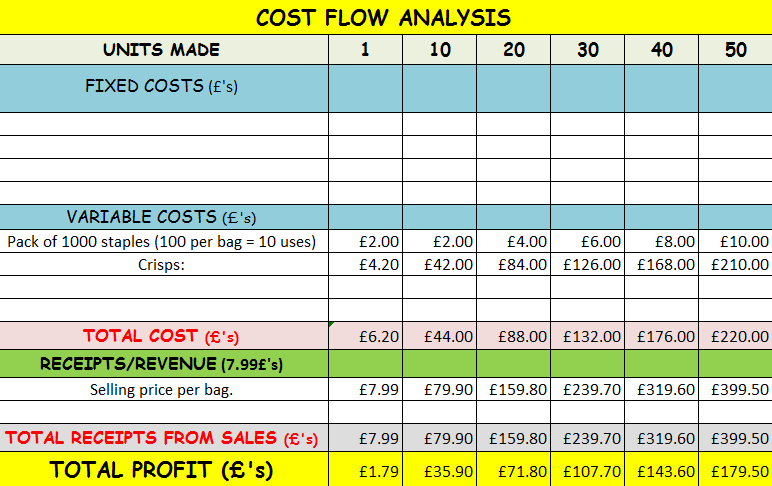 COST FLOW ANALYSIS
UNITS MADE 1 10 20 30 40 50
FIXED COSTS (£'s)
VARIABLE COSTS (£'s)
Pack of 1000 staples (100 per bag = 10 uses) £2.00 £2.00 £4.00 £6.00 £8.00 £10.00
Crisps: £4.20 £42.00 £84.00 £126.00 £168.00 £210.00
TOTAL COST (£'s) £6.20 £44.00 £88.00 £132.00 £176.00 £220.00
RECEIPTS/REVENUE (7.99£'s)
Selling price per bag. £7.99 £79.90 £159.80 £239.70 £319.60 £399.50
TOTAL RECEIPTS FROM SALES (£'s) £7.99 £79.90 £159.80 £239.70 £319.60 £399.50
TOTAL PROFIT (£'s) £1.79 £35.90 £71.80 £107.70 £143.60 £179.50